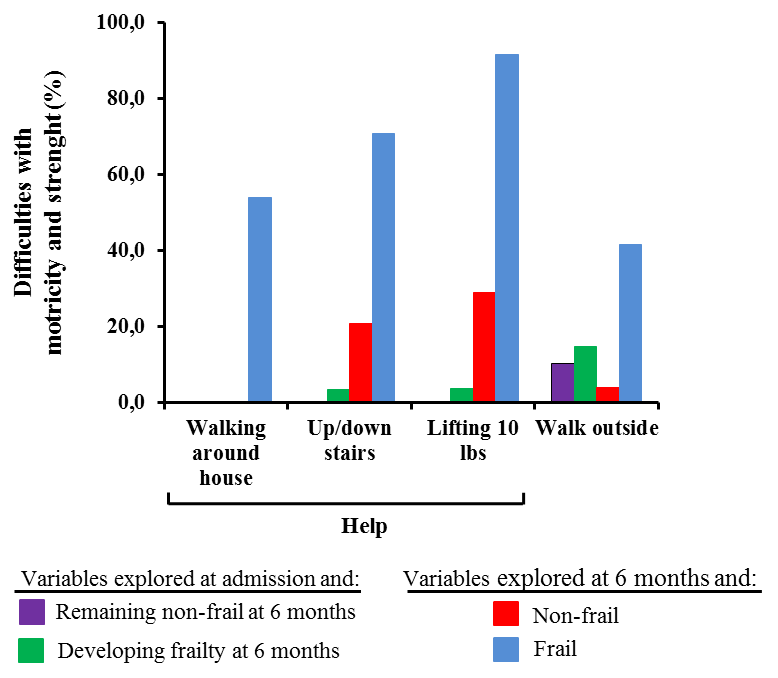 100,0
80,0
60,0
40,0
20,0
0,0
Difficulties with
motricity and strenght (%)
Walking
around
house
Up/down
stairs
Lifting 10
lbs
Walk outside
Help
Variables explored at admission and:
Remaining non-frail at 6 months
Developing frailty at 6 months
Variables explored at 6 months and:
Non-frail
Frail